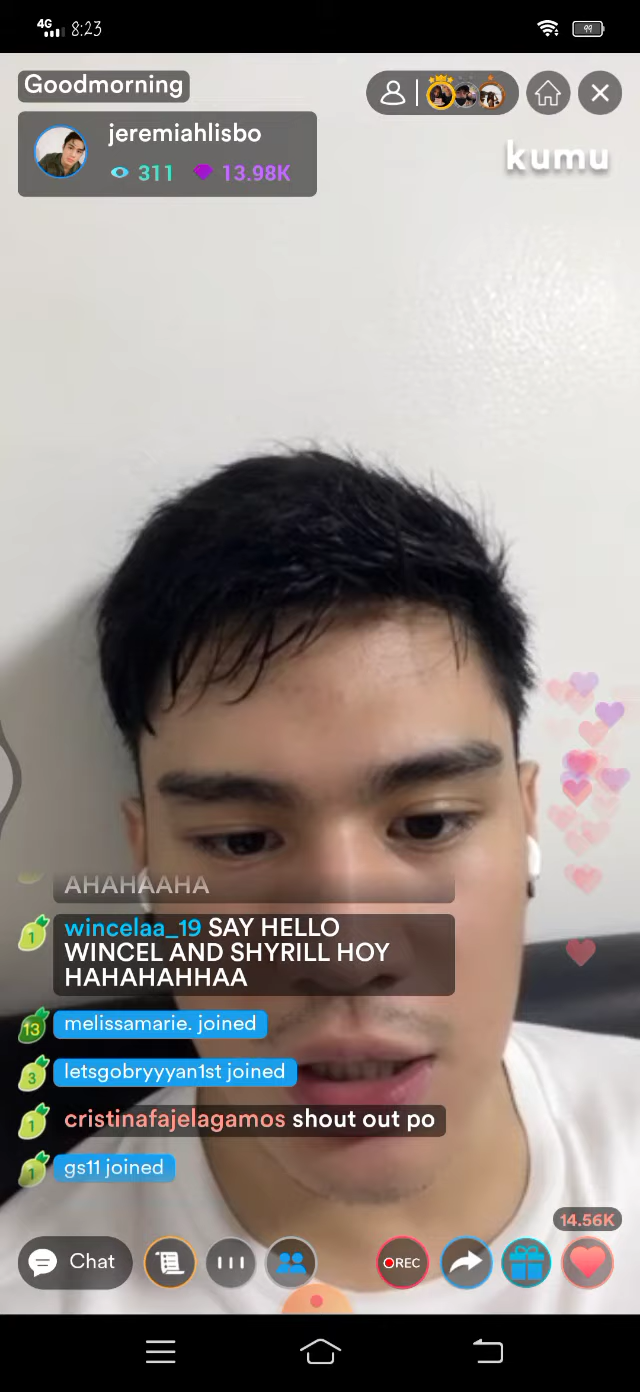 4G 8:23
99
Goodmorning
jeremiahlisbo
311 13.98K
kumu
AHAHAAHA
1 wincelaa_19 SAY HELLO
WINCEL AND SHYRILL HOY
HAHAHAHHAA
13 melissamarie. joined
3 letsgobryyyan1st joined
1 cristinafajelagamos shout out po
1 gs11 joined
14.56K
Chat
REC